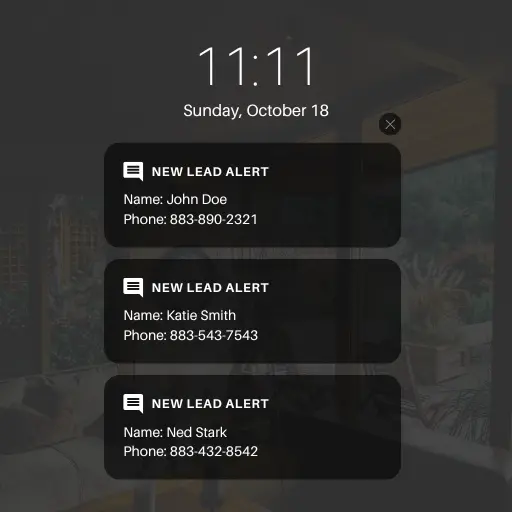 11:11
Sunday, October 18
NEW LEAD ALERT
Name: John Doe
Phone: 883-890-2321
NEW LEAD ALERT
Name: Katie Smith
Phone: 883-543-7543
NEW LEAD ALERT
Name: Ned Stark
Phone: 883-432-8542